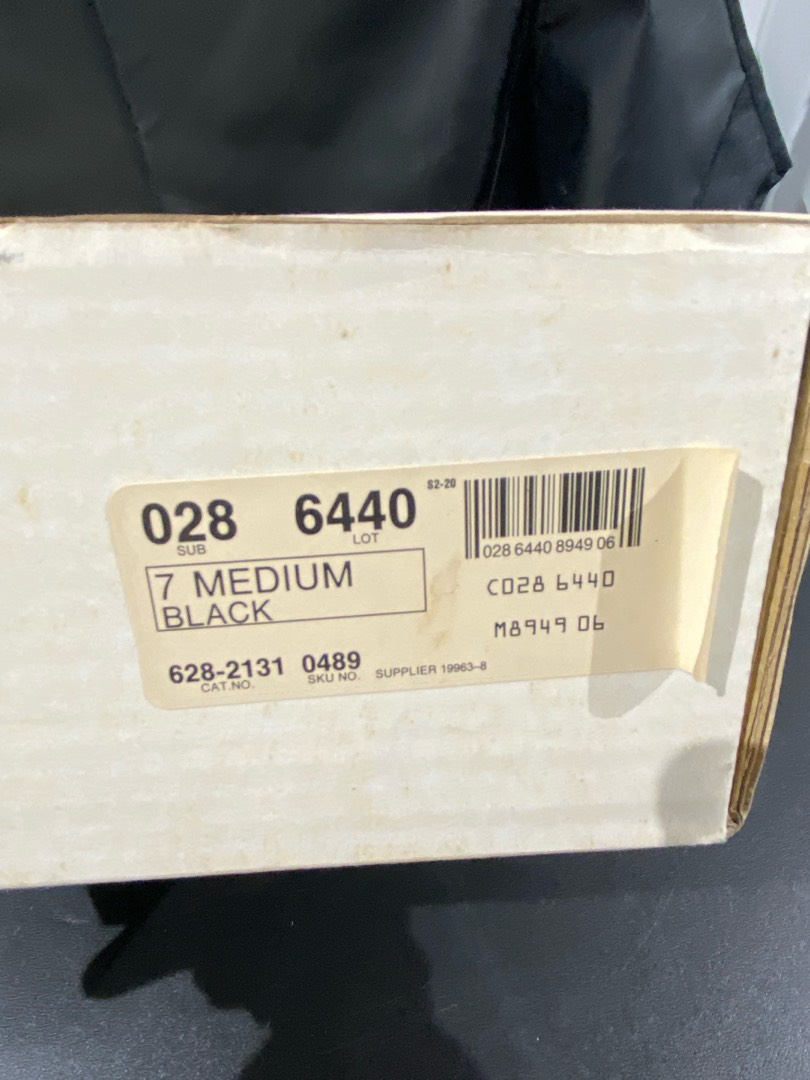 028 6440 S2-20
SUB LOT
7 MEDIUM
BLACK
628-2131 0489 SUPPLIER 19963-8
CAT.NO. SKU NO.
028 6440 8949 06
C028 6440
M8949 06